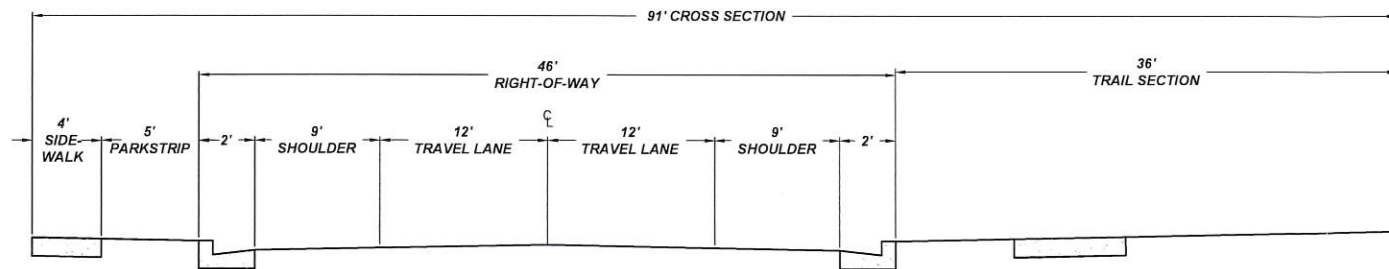 91' CROSS SECTION
46'
RIGHT-OF-WAY
36'
TRAIL SECTION
4'
SIDE-
WALK
5'
PARKSTRIP
2'
9'
SHOULDER
12'
TRAVEL LANE
CL
12'
TRAVEL LANE
9'
SHOULDER
2'